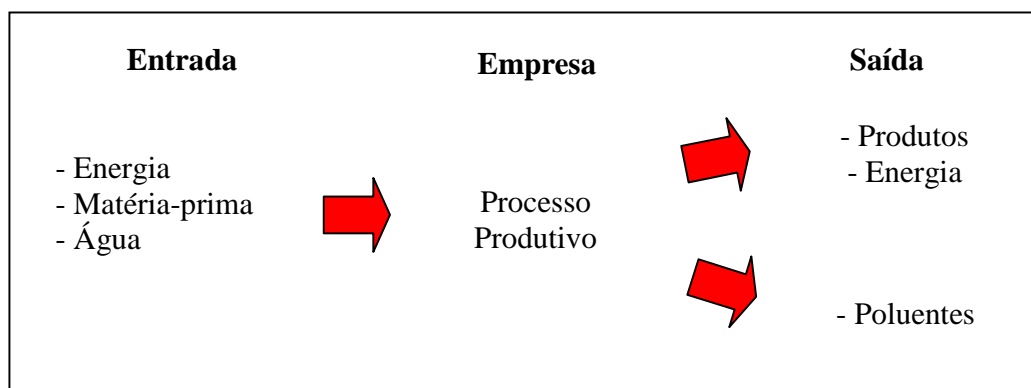 Entrada
Empresa
Saída
- Energia
- Matéria-prima
- Água
Processo
Produtivo
- Produtos
- Energia
- Poluentes